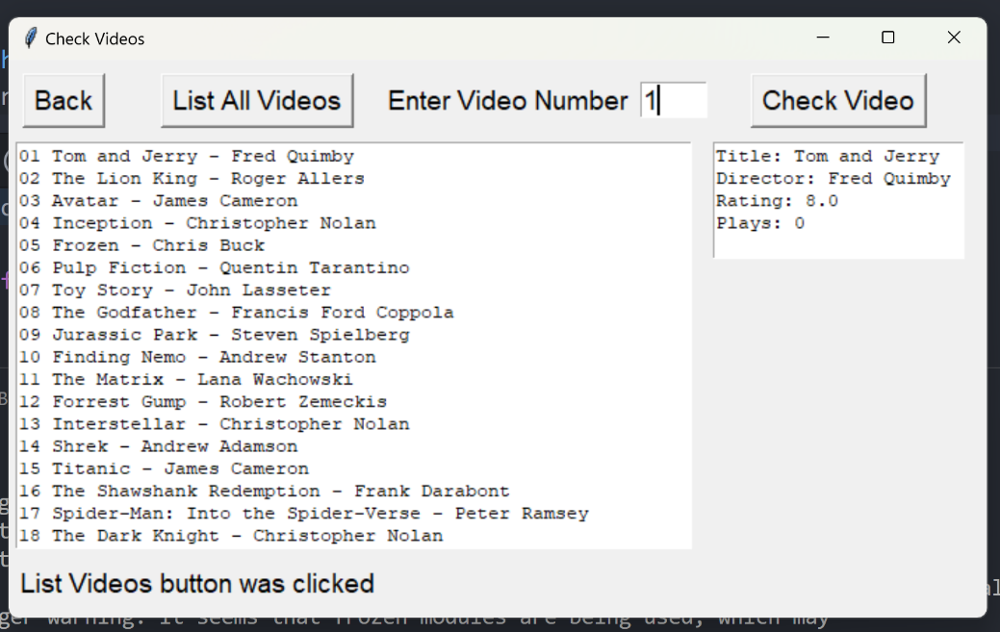 Check Videos
Back List All Videos Enter Video Number 1 Check Video
01 Tom and Jerry - Fred Quimby
02 The Lion King - Roger Allers
03 Avatar - James Cameron
04 Inception - Christopher Nolan
05 Frozen - Chris Buck
06 Pulp Fiction - Quentin Tarantino
07 Toy Story - John Lasseter
08 The Godfather - Francis Ford Coppola
09 Jurassic Park - Steven Spielberg
10 Finding Nemo - Andrew Stanton
11 The Matrix - Lana Wachowski
12 Forrest Gump - Robert Zemeckis
13 Interstellar - Christopher Nolan
14 Shrek - Andrew Adamson
15 Titanic - James Cameron
16 The Shawshank Redemption - Frank Darabont
17 Spider-Man: Into the Spider-Verse - Peter Ramsey
18 The Dark Knight - Christopher Nolan
Title: Tom and Jerry
Director: Fred Quimby
Rating: 8.0
Plays: 0
List Videos button was clicked
warning: It seems that frozen modules are being used, which may